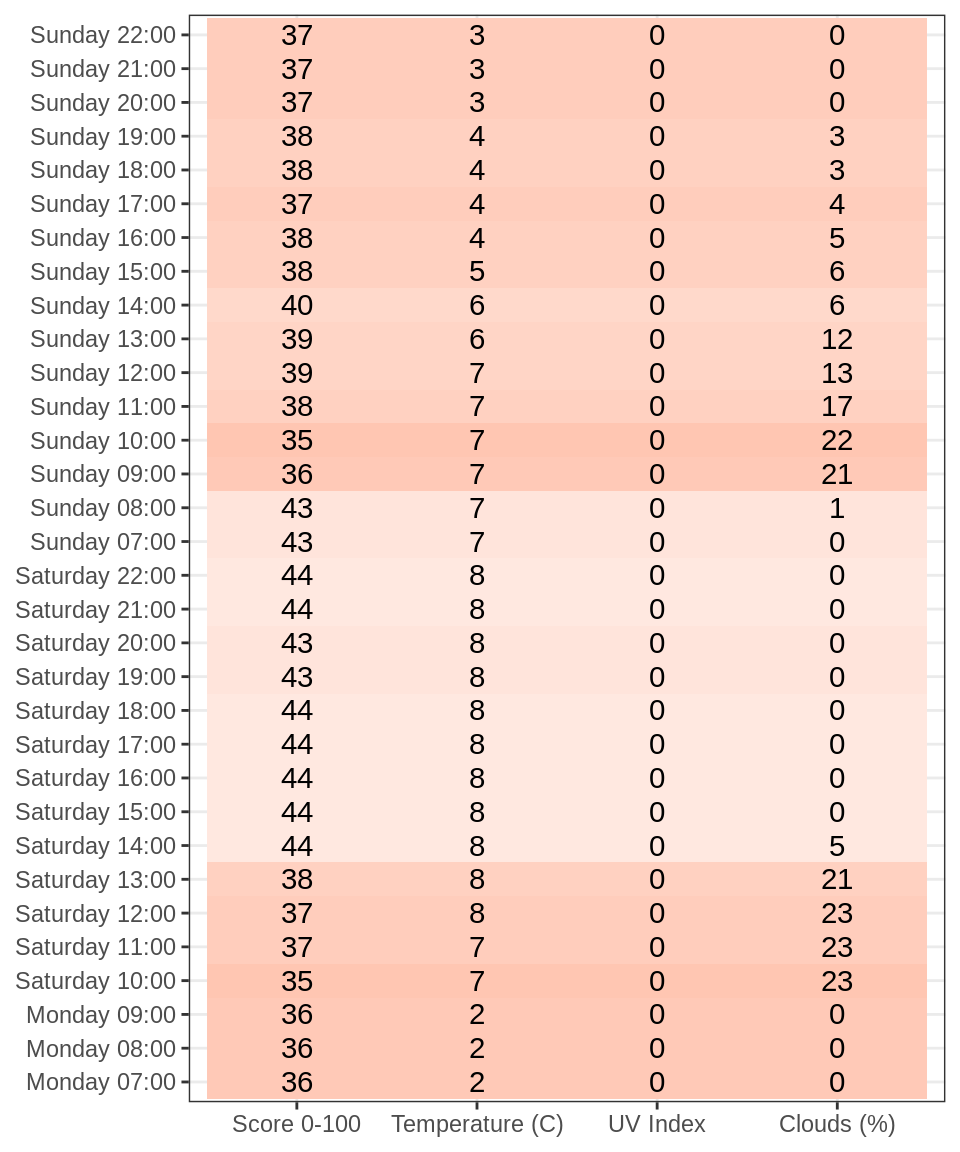 Sunday 22:00 37 3 0 0
Sunday 21:00 37 3 0 0
Sunday 20:00 37 3 0 0
Sunday 19:00 38 4 0 3
Sunday 18:00 38 4 0 3
Sunday 17:00 37 4 0 4
Sunday 16:00 38 4 0 5
Sunday 15:00 38 5 0 6
Sunday 14:00 40 6 0 6
Sunday 13:00 39 6 0 12
Sunday 12:00 39 7 0 13
Sunday 11:00 38 7 0 17
Sunday 10:00 35 7 0 22
Sunday 09:00 36 7 0 21
Sunday 08:00 43 7 0 1
Sunday 07:00 43 7 0 0
Saturday 22:00 44 8 0 0
Saturday 21:00 44 8 0 0
Saturday 20:00 43 8 0 0
Saturday 19:00 43 8 0 0
Saturday 18:00 44 8 0 0
Saturday 17:00 44 8 0 0
Saturday 16:00 44 8 0 0
Saturday 15:00 44 8 0 0
Saturday 14:00 44 8 0 5
Saturday 13:00 38 8 0 21
Saturday 12:00 37 8 0 23
Saturday 11:00 37 7 0 23
Saturday 10:00 35 7 0 23
Monday 09:00 36 2 0 0
Monday 08:00 36 2 0 0
Monday 07:00 36 2 0 0
Score 0-100 Temperature (C) UV Index Clouds (%)